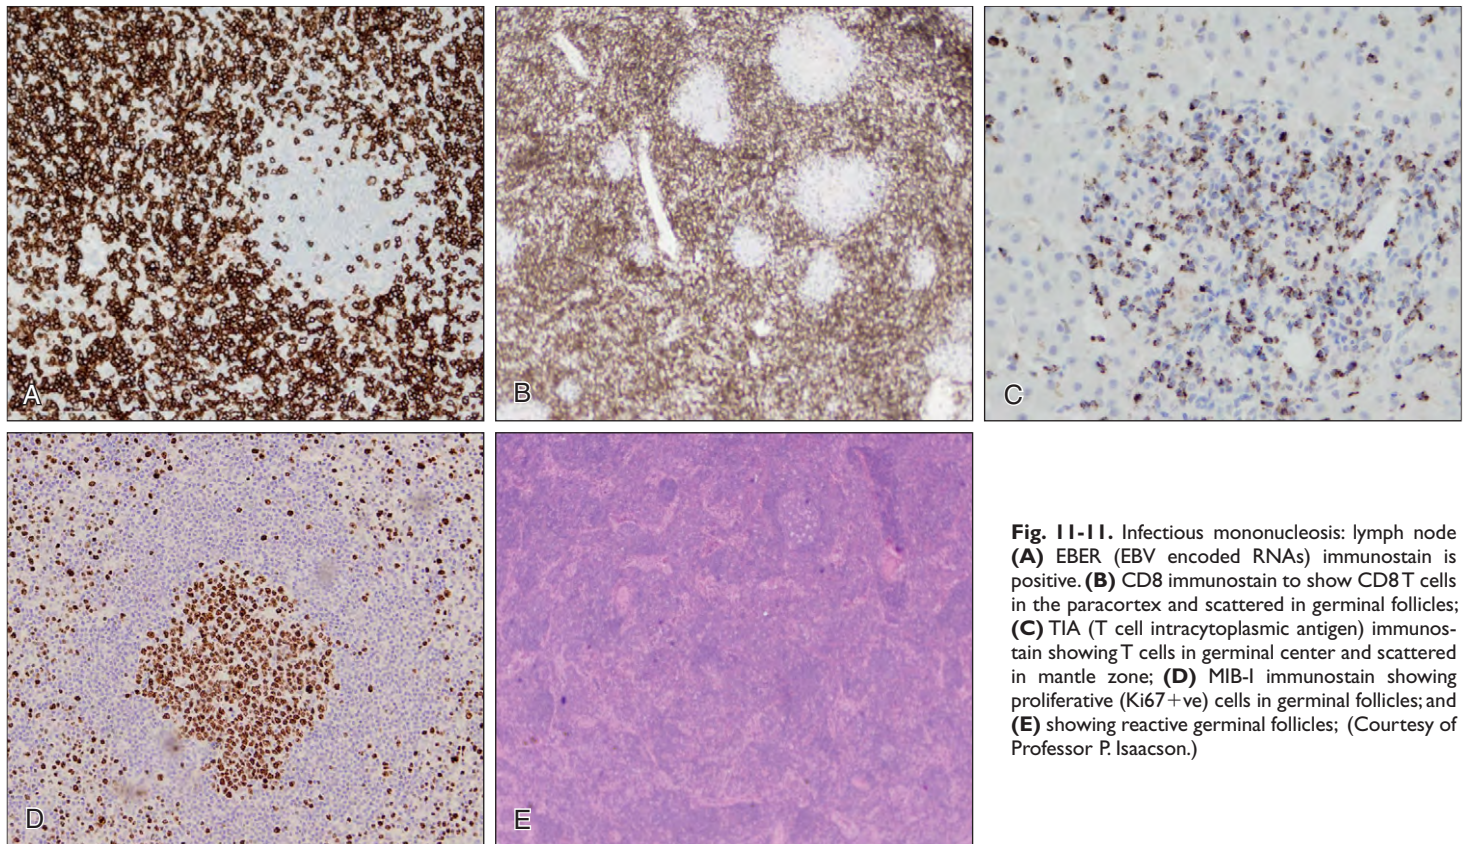 A
B
C
D
E
Fig. 11-11. Infectious mononucleosis: lymph node
(A) EBER (EBV encoded RNAs) immunostain is
positive. (B) CD8 immunostain to show CD8 T cells
in the paracortex and scattered in germinal follicles;
(C) TIA (T cell intracytoplasmic antigen) immunos-
tain showing T cells in germinal center and scattered
in mantle zone; (D) MIB-I immunostain showing
proliferative (Ki67+ve) cells in germinal follicles; and
(E) showing reactive germinal follicles; (Courtesy of
Professor P. Isaacson.)